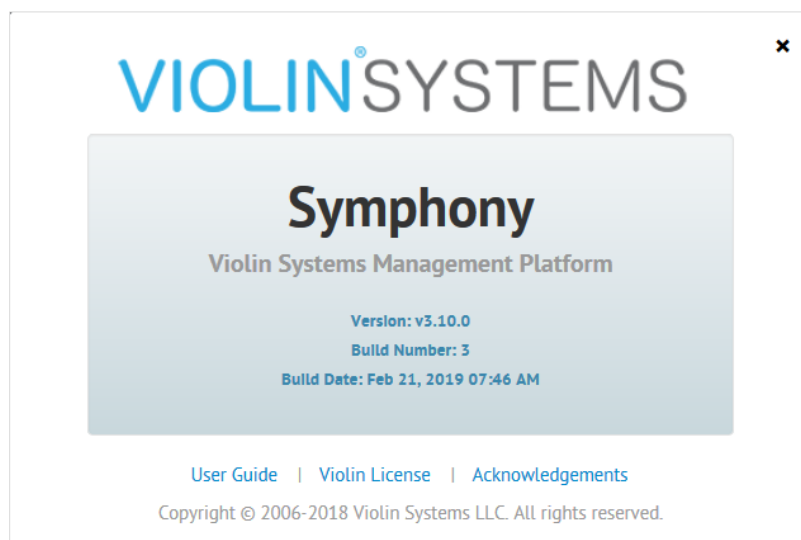 VIOLIN®SYSTEMS
Symphony
Violin Systems Management Platform
Version: v3.10.0
Build Number: 3
Build Date: Feb 21, 2019 07:46 AM
User Guide | Violin License | Acknowledgements
Copyright © 2006-2018 Violin Systems LLC. All rights reserved.